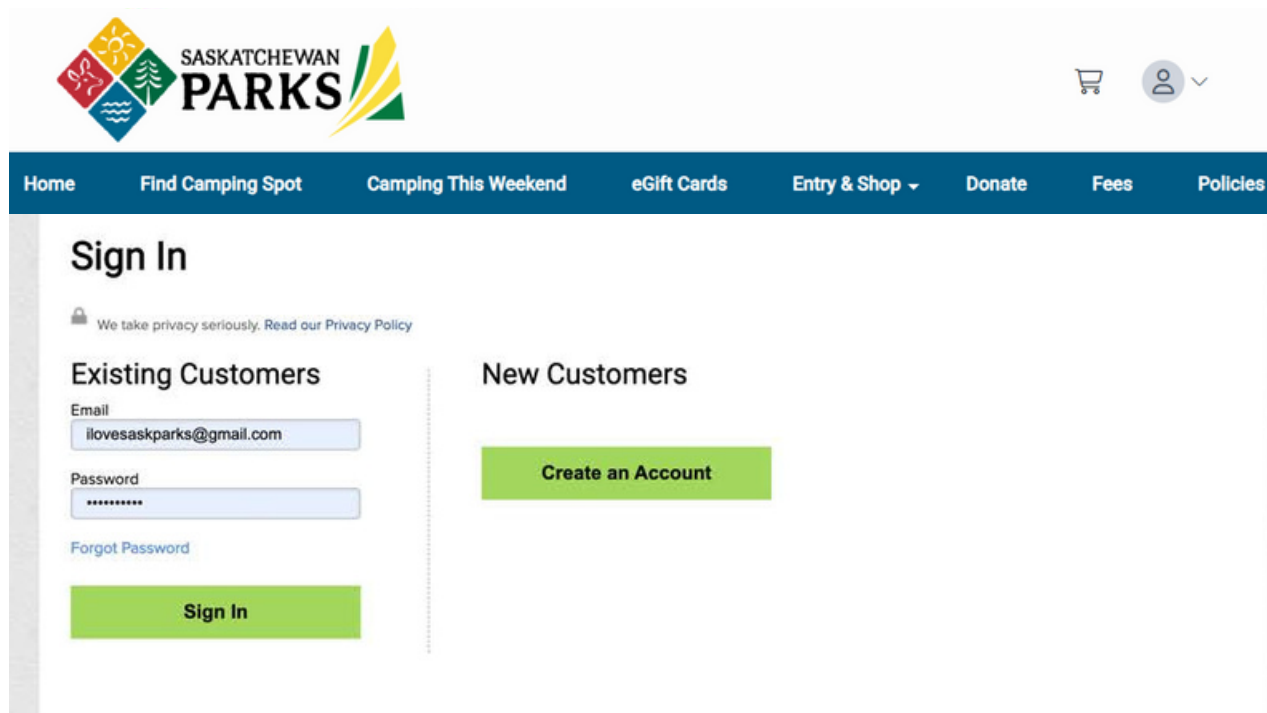 SASKATCHEWAN
PARKS
Home Find Camping Spot Camping This Weekend eGift Cards Entry & Shop Donate Fees Policies
Sign In
We take privacy seriously. Read our Privacy Policy
Existing Customers
Email
ilovesaskparks@gmail.com
Password
••••••••••
Forgot Password
Sign In
New Customers
Create an Account